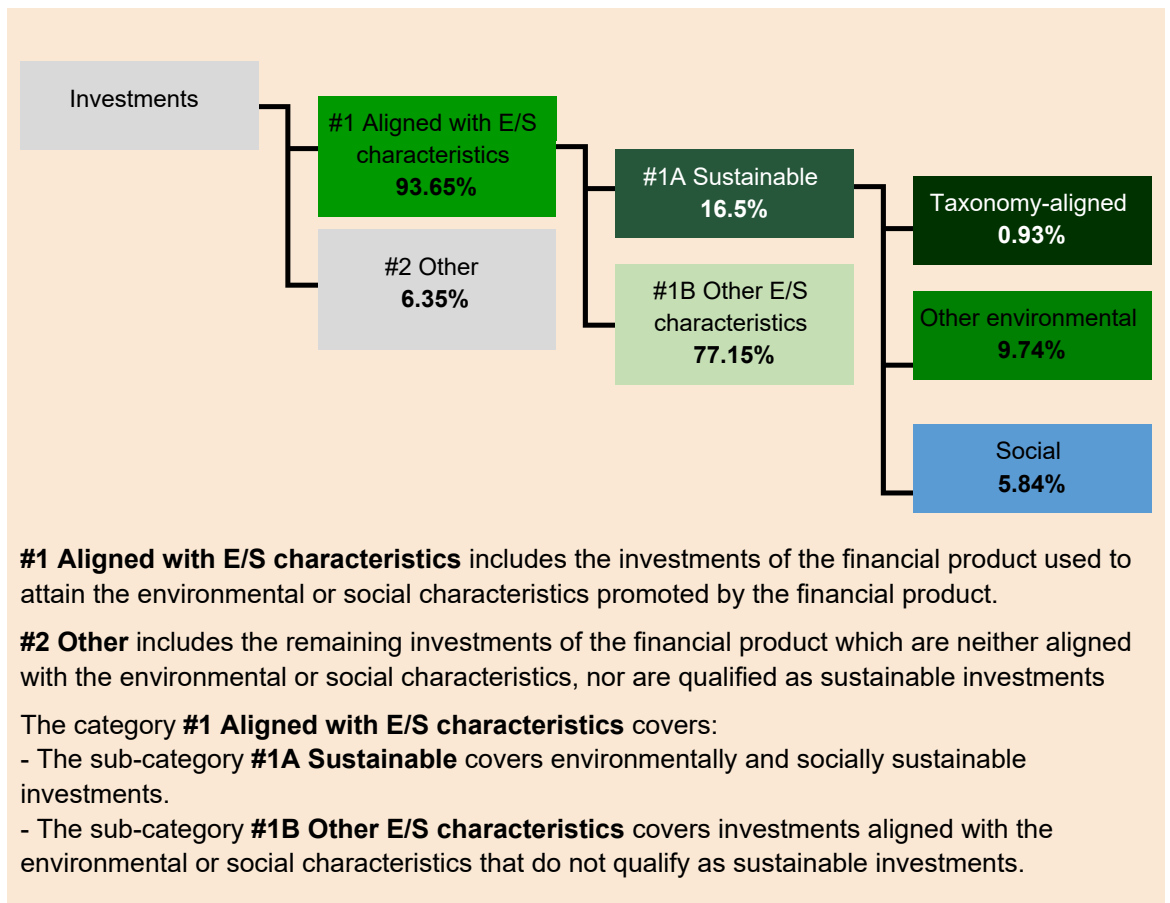 Investments
#1 Aligned with E/S
characteristics
93.65%
#2 Other
6.35%
#1A Sustainable
16.5%
#1B Other E/S
characteristics
77.15%
Taxonomy-aligned
0.93%
Other environmental
9.74%
Social
5.84%
#1 Aligned with E/S characteristics includes the investments of the financial product used to
attain the environmental or social characteristics promoted by the financial product.
#2 Other includes the remaining investments of the financial product which are neither aligned
with the environmental or social characteristics, nor are qualified as sustainable investments
The category #1 Aligned with E/S characteristics covers:
- The sub-category #1A Sustainable covers environmentally and socially sustainable
investments.
- The sub-category #1B Other E/S characteristics covers investments aligned with the
environmental or social characteristics that do not qualify as sustainable investments.